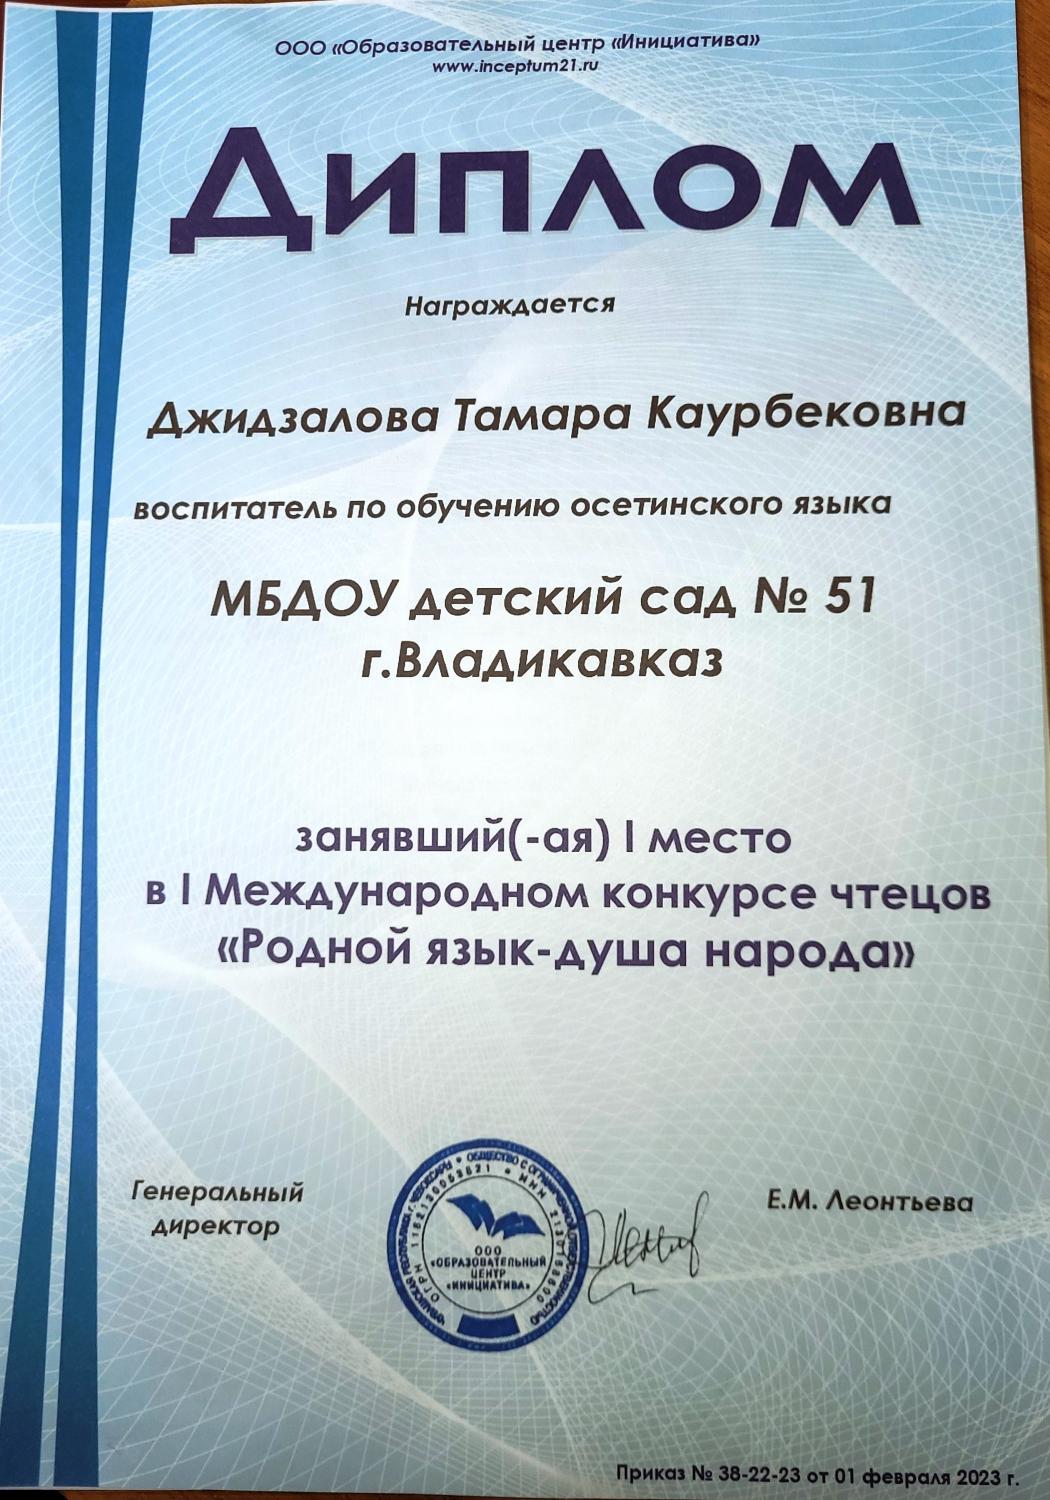 ООО «Образовательный центр «Инициатива»
www.inceptum21.ru
Диплом
Награждается
Джидзалова Тамара Каурбековна
воспитатель по обучению осетинского языка
МБДОУ детский сад № 51
г.Владикавказ
занявший(-ая) I место
в I Международном конкурсе чтецов
«Родной язык-душа народа»
Генеральный
директор
ООО
«ОБРАЗОВАТЕЛЬНЫЙ
ЦЕНТР
«ИНИЦИАТИВА»
Е.М. Леонтьева
Приказ № 38-22-23 от 01 февраля 2023 г.